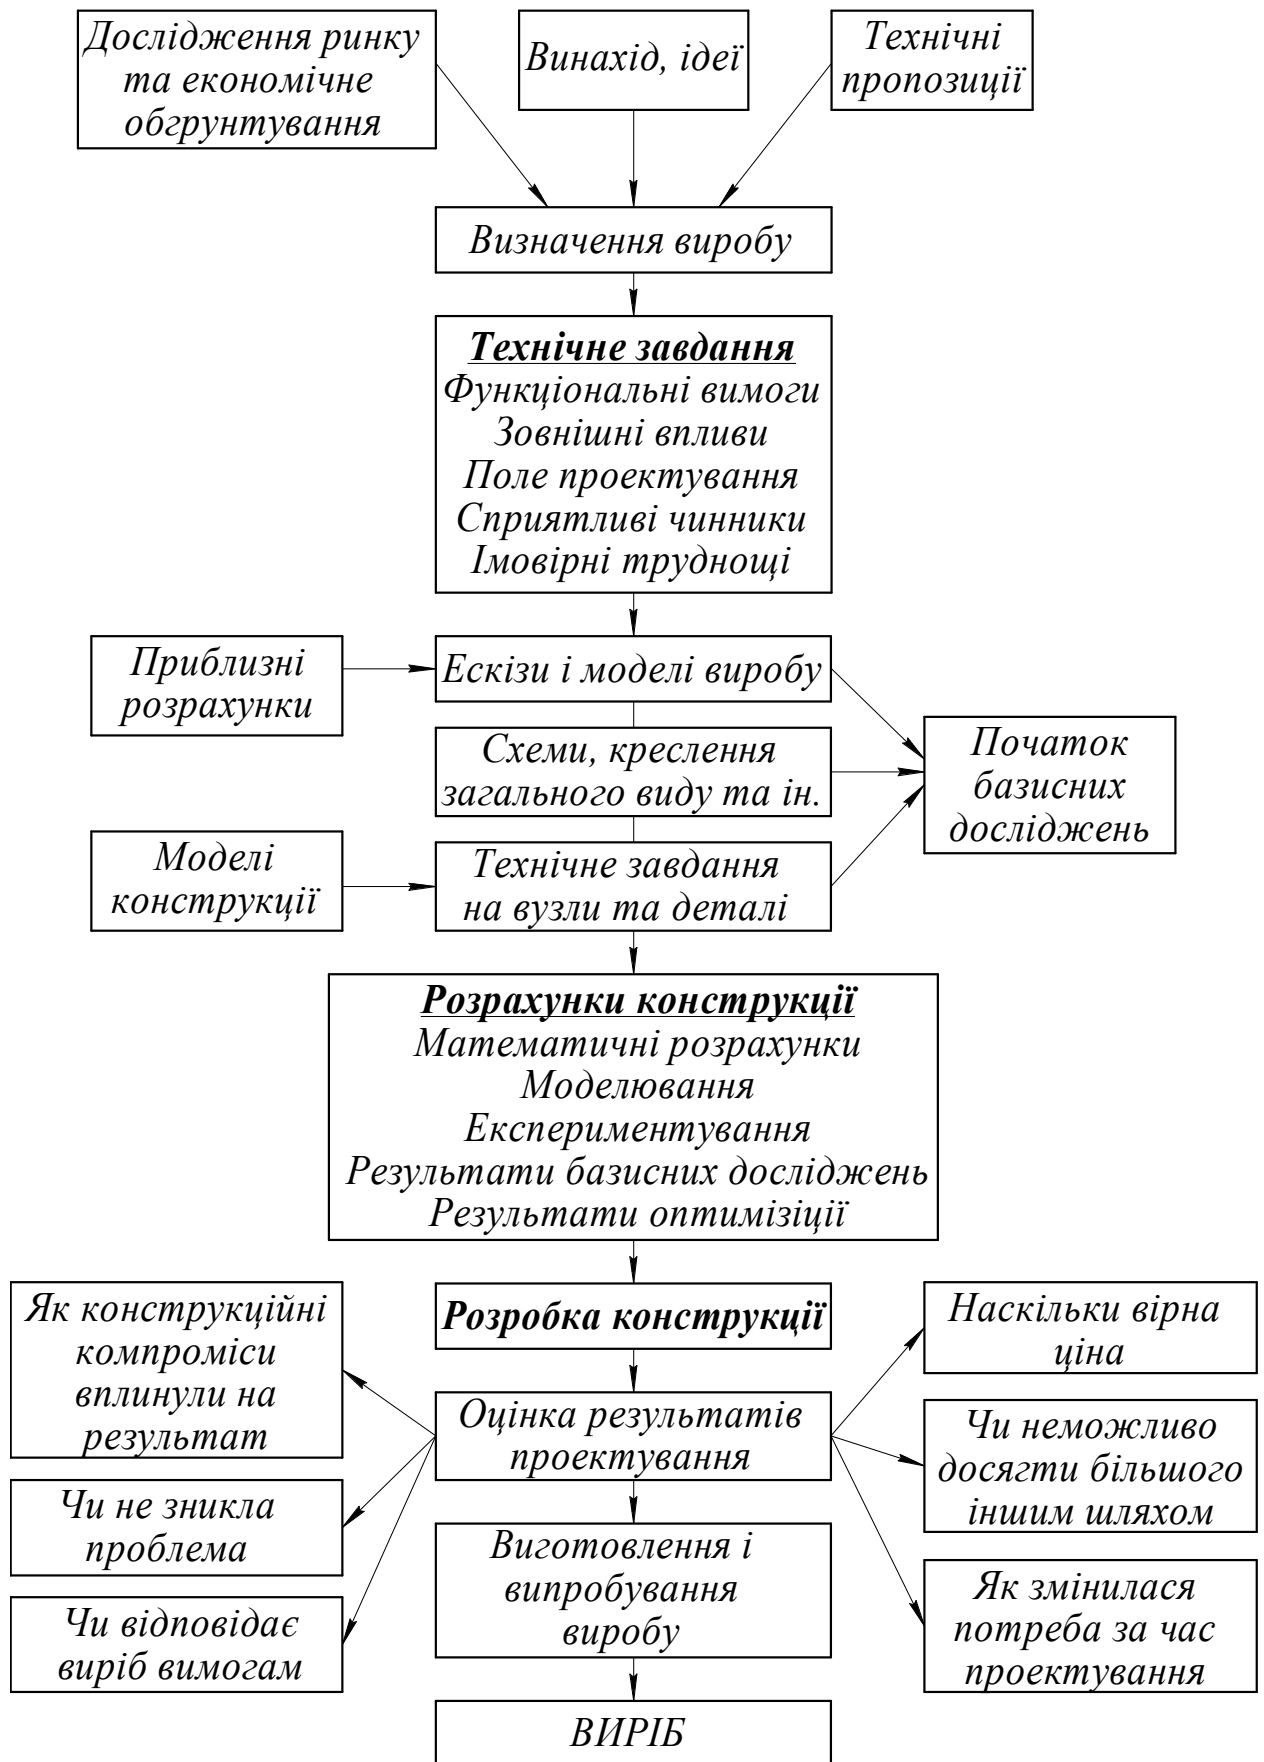 Дослідження ринку
та економічне
обгрунтування
Винахід, ідеї
Технічні
пропозиції
Визначення виробу
Технічне завдання
Функціональні вимоги
Зовнішні впливи
Поле проектування
Сприятливі чинники
Імовірні труднощі
Приблизні
розрахунки
Ескізи і моделі виробу
Схеми, креслення
загального виду та ін.
Початок
базисних
досліджень
Моделі
конструкції
Технічне завдання
на вузли та деталі
Розрахунки конструкції
Математичні розрахунки
Моделювання
Експериментування
Результати базисних досліджень
Результати оптимізіції
Як конструкційні
компроміси
вплинули на
результат
Розробка конструкції
Наскільки вірна
ціна
Оцінка результатів
проектування
Чи неможливо
досягти більшого
іншим шляхом
Чи не зникла
проблема
Виготовлення і
випробування
виробу
Чи відповідає
виріб вимогам
Як змінилася
потреба за час
проектування
ВИРІБ